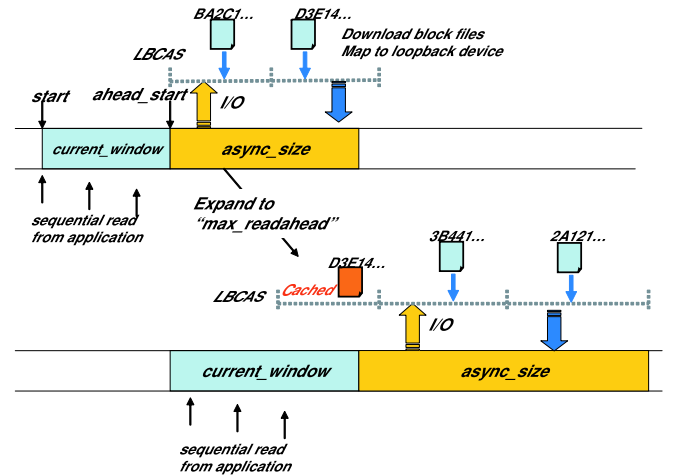 BA2C1...
D3E14...
Download block files
Map to loopback device
LBCAS
start
ahead_start
I/O
current_window
async_size
sequential read
from application
Expand to
“max_readahead”
3B441...
2A121...
D3E14...
Cached
LBCAS
I/O
current_window
async_size
sequential read
from application